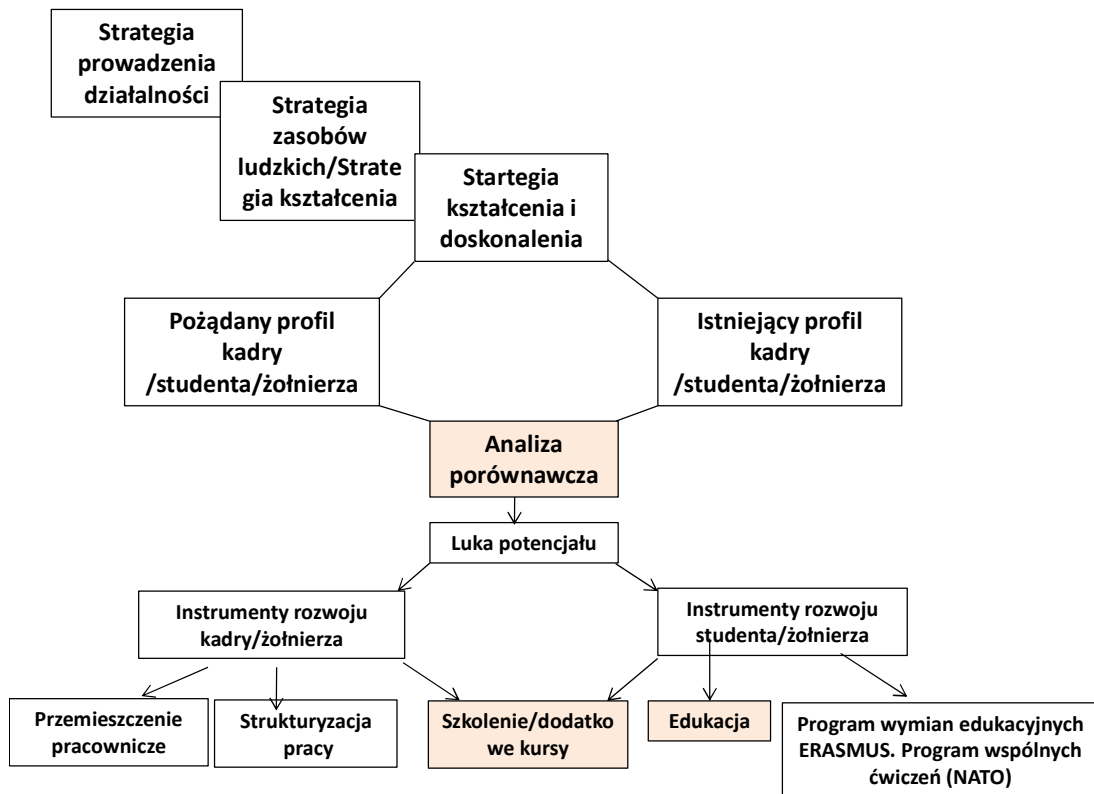 Strategia
prowadzenia
działalności
Strategia
zasobów
ludzkich/Strate
gia kształcenia
Startegia
kształcenia i
doskonalenia
Pożądany profil
kadry
/studenta/żołnierza
Istniejący profil
kadry
/studenta/żołnierza
Analiza
porównawcza
Luka potencjału
Instrumenty rozwoju
kadry/żołnierza
Instrumenty rozwoju
studenta/żołnierza
Przemieszczenie
pracownicze
Strukturyzacja
pracy
Szkolenie/dodatko
we kursy
Edukacja
Program wymian edukacyjnych
ERASMUS. Program wspólnych
ćwiczeń (NATO)